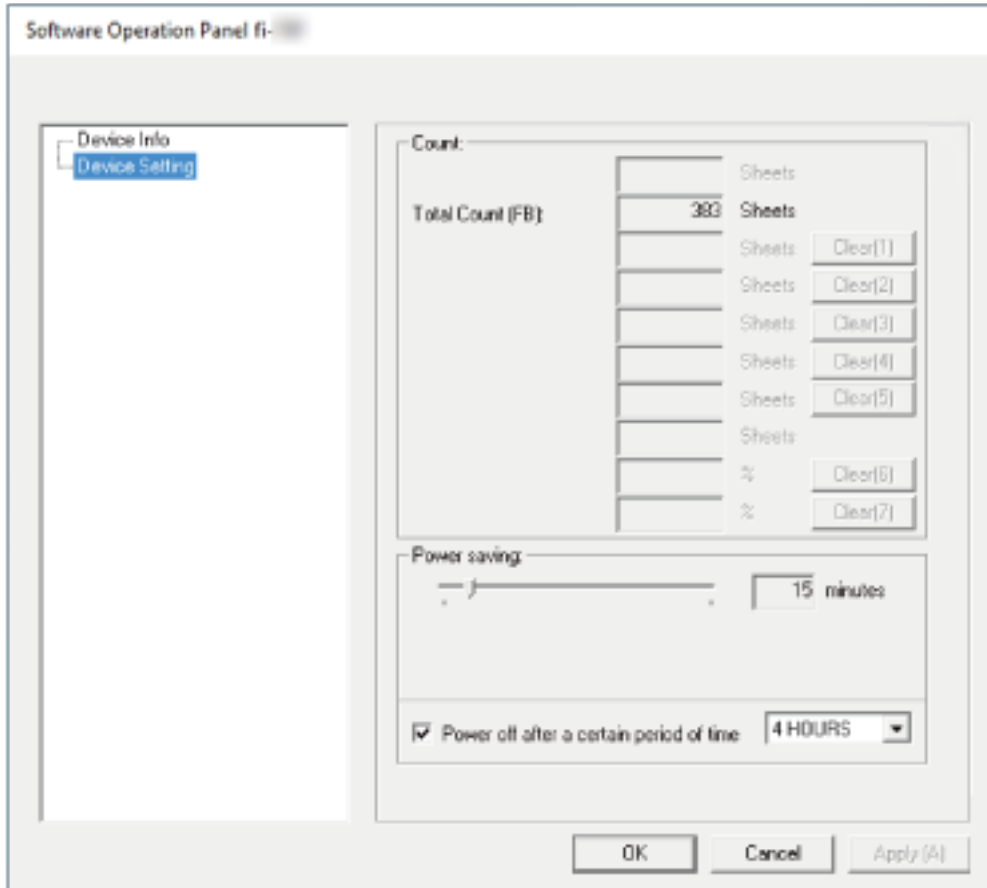 Software Operation Panel fi-
Device Info
Device Setting
Count:
Sheets
Total Count (FB): 383 Sheets
Sheets Clear(1)
Sheets Clear(2)
Sheets Clear(3)
Sheets Clear(4)
Sheets Clear(5)
Sheets
% Clear(6)
% Clear(7)
Power saving:
15 minutes
Power off after a certain period of time 4 HOURS
OK Cancel Apply (A)